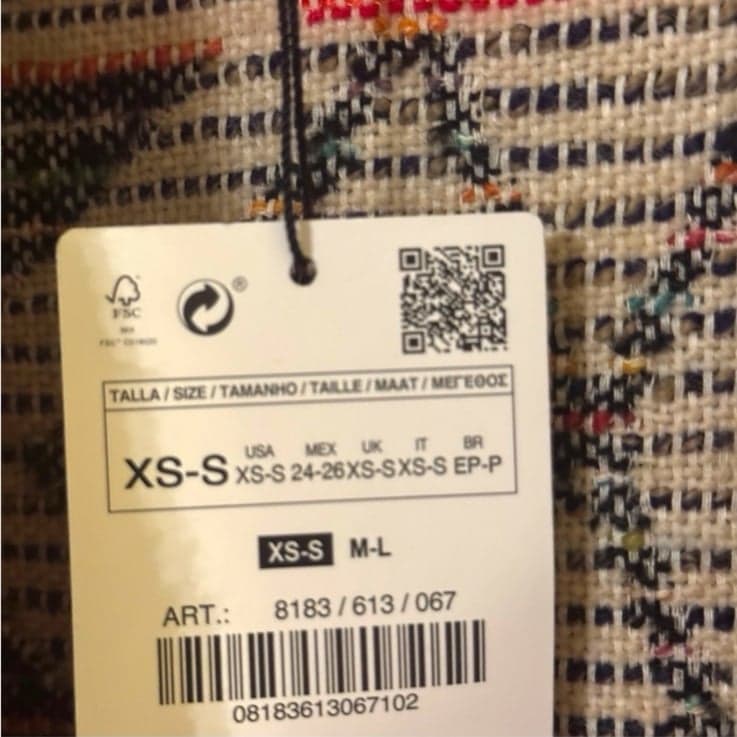 ®
FSC
TALLA / SIZE / TAMANHO / TAILLE / MAAT / ΜΕΓΕΘΟΣ
USA MEX UK IT BR
XS-S XS-S 24-26 XS-S XS-S EP-P
XS-S M-L
ART.: 8183 / 613 / 067
08183613067102